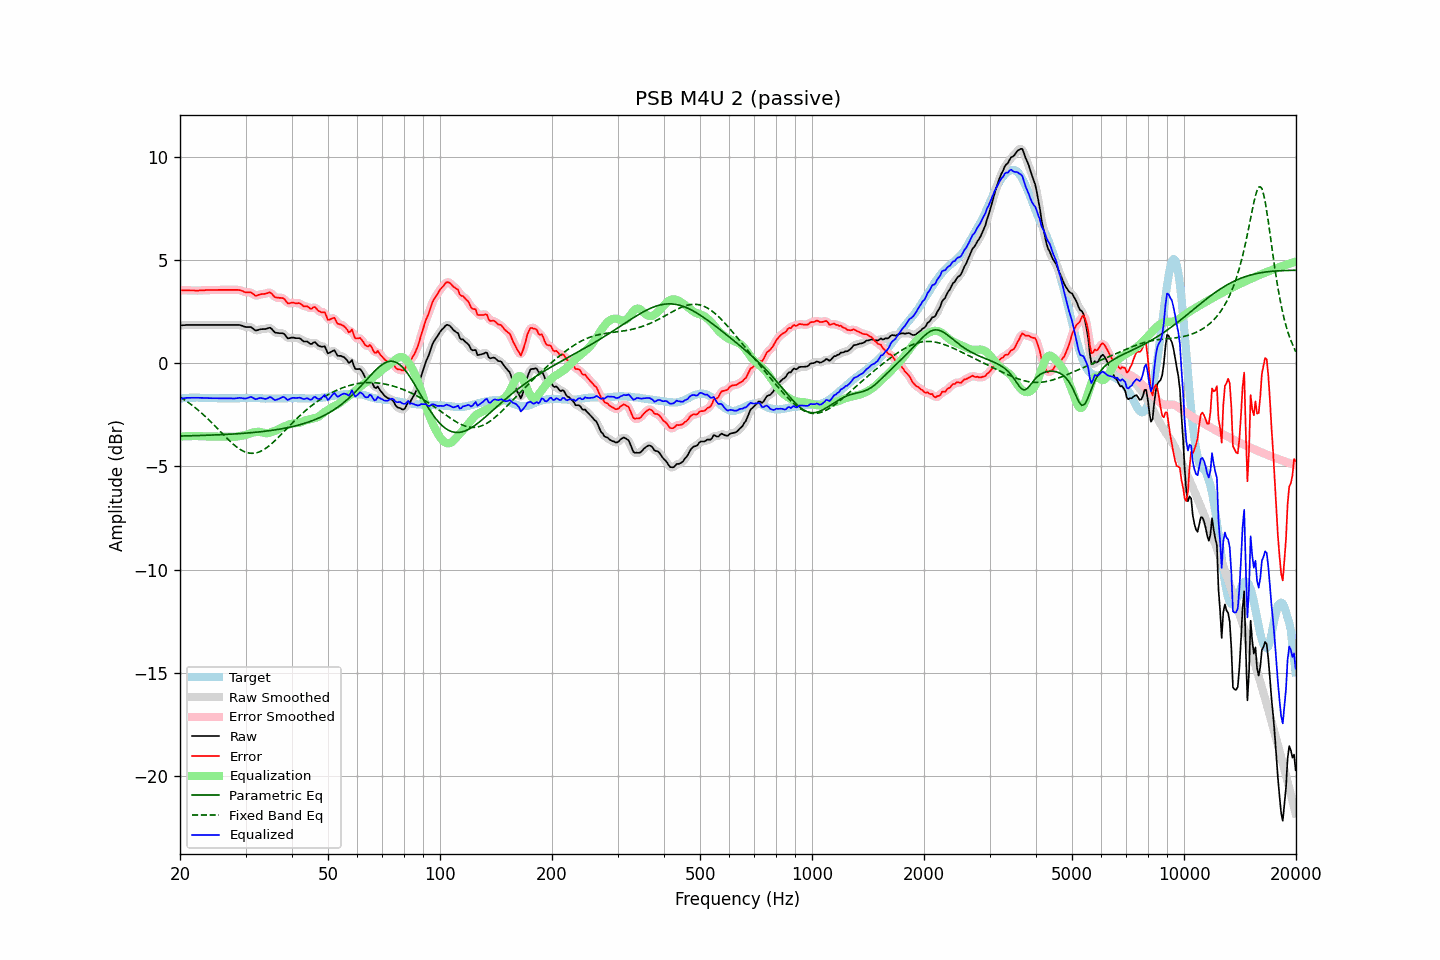 PSB M4U 2 (passive)
10
5
0
−5
−10
−15
−20
Amplitude (dBr)
Target
Raw Smoothed
Error Smoothed
Raw
Error
Equalization
Parametric Eq
Fixed Band Eq
Equalized
20 50 100 200 500 1000 2000 5000 10000 20000
Frequency (Hz)